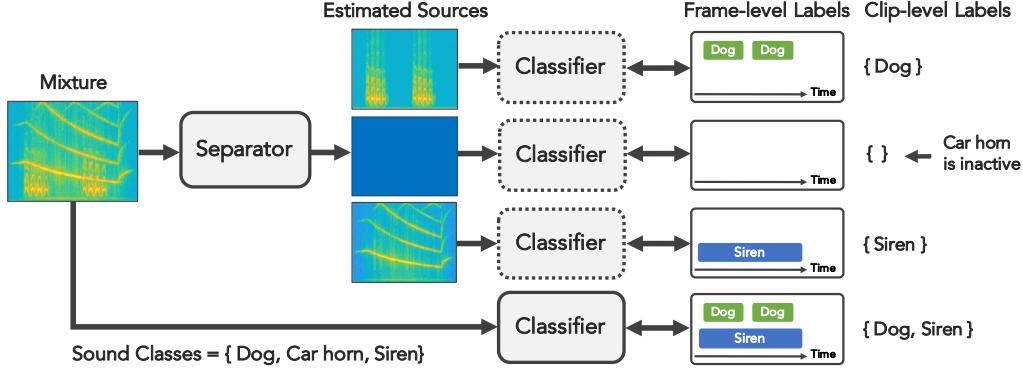 Estimated Sources
Frame-level Labels
Clip-level Labels
Mixture
Separator
Classifier
Dog Dog
Time
{ Dog }
Classifier
Time
{ }
Car horn
is inactive
Classifier
Siren
Time
{ Siren }
Classifier
Dog Dog
Siren
Time
{ Dog, Siren }
Sound Classes = { Dog, Car horn, Siren}